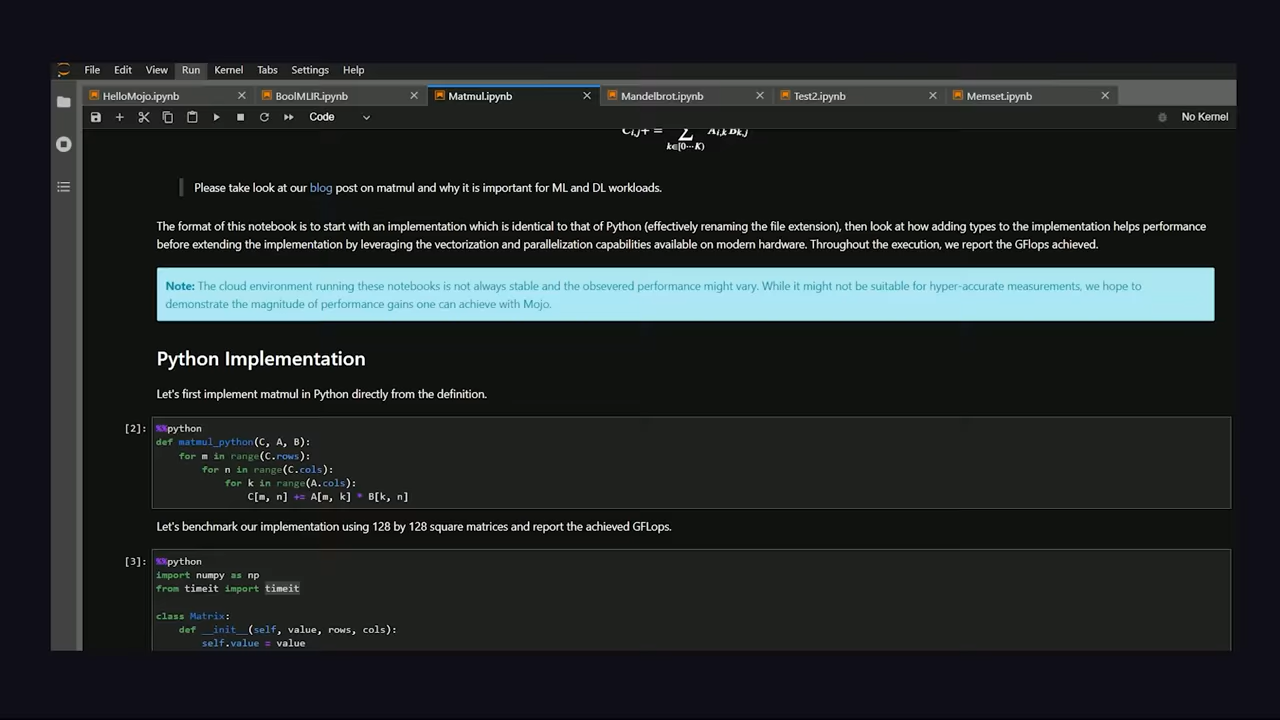 File Edit View Run Kernel Tabs Settings Help
HelloMojo.ipynb BoolMLIR.ipynb Matmul.ipynb Mandelbrot.ipynb Test2.ipynb Memset.ipynb
Code No Kernel
k∈[0⋯K)
Please take look at our blog post on matmul and why it is important for ML and DL workloads.
The format of this notebook is to start with an implementation which is identical to that of Python (effectively renaming the file extension), then look at how adding types to the implementation helps performance
before extending the implementation by leveraging the vectorization and parallelization capabilities available on modern hardware. Throughout the execution, we report the GFlops achieved.
Note: The cloud environment running these notebooks is not always stable and the obsevered performance might vary. While it might not be suitable for hyper-accurate measurements, we hope to
demonstrate the magnitude of performance gains one can achieve with Mojo.
Python Implementation
Let's first implement matmul in Python directly from the definition.
[2]: %%python
def matmul_python(C, A, B):
for m in range(C.rows):
for n in range(C.cols):
for k in range(A.cols):
C[m, n] += A[m, k] * B[k, n]
Let's benchmark our implementation using 128 by 128 square matrices and report the achieved GFLops.
[3]: %%python
import numpy as np
from timeit import timeit
class Matrix:
def __init__(self, value, rows, cols):
self.value = value